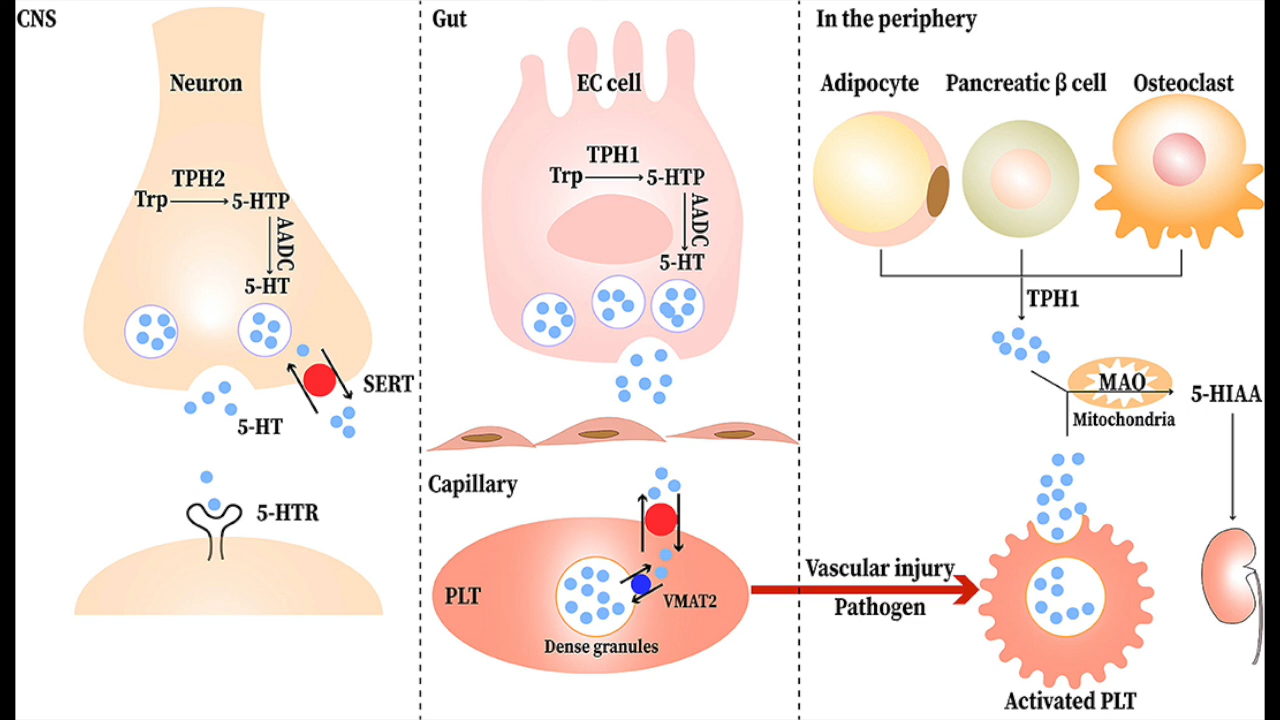 CNS
Neuron
TPH2
Trp
5-HTP
AADC
5-HT
SERT
5-HT
5-HTR
Gut
EC cell
TPH1
Trp
5-HTP
AADC
5-HT
Capillary
PLT
VMAT2
Dense granules
In the periphery
Adipocyte
Pancreatic β cell
Osteoclast
TPH1
MAO
Mitochondria
5-HIAA
Vascular injury
Pathogen
Activated PLT